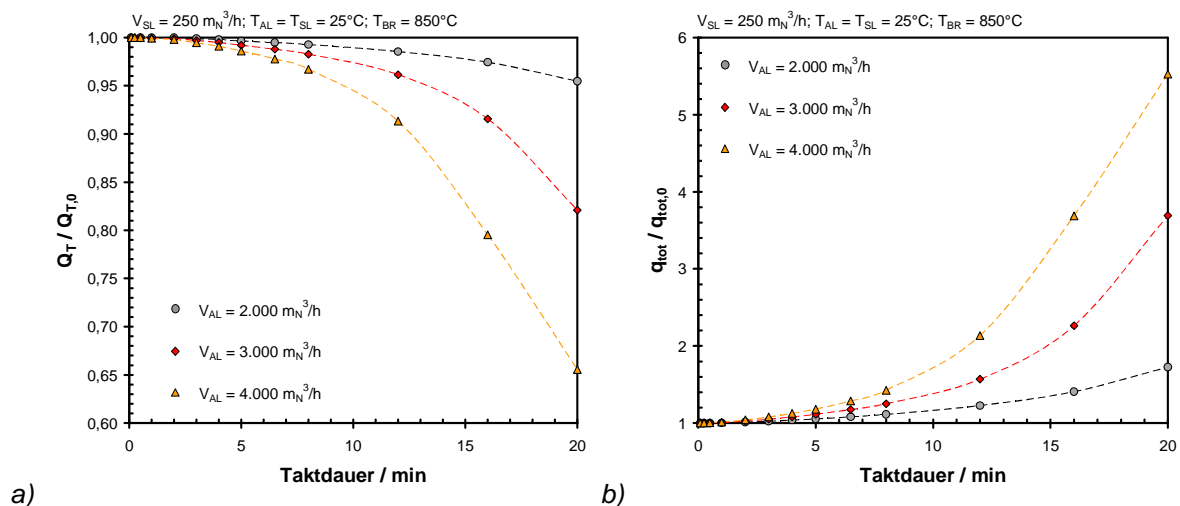 V_SL = 250 m_N^3/h; T_AL = T_SL = 25°C; T_BR = 850°C
1,00
0,95
0,90
0,85
0,80
0,75
0,70
0,65
0,60
Q_T / Q_T,0
V_AL = 2.000 m_N^3/h
V_AL = 3.000 m_N^3/h
V_AL = 4.000 m_N^3/h
0 5 10 15 20
Taktdauer / min
a)
V_SL = 250 m_N^3/h; T_AL = T_SL = 25°C; T_BR = 850°C
6
5
4
3
2
1
q_tot / q_tot,0
V_AL = 2.000 m_N^3/h
V_AL = 3.000 m_N^3/h
V_AL = 4.000 m_N^3/h
0 5 10 15 20
Taktdauer / min
b)